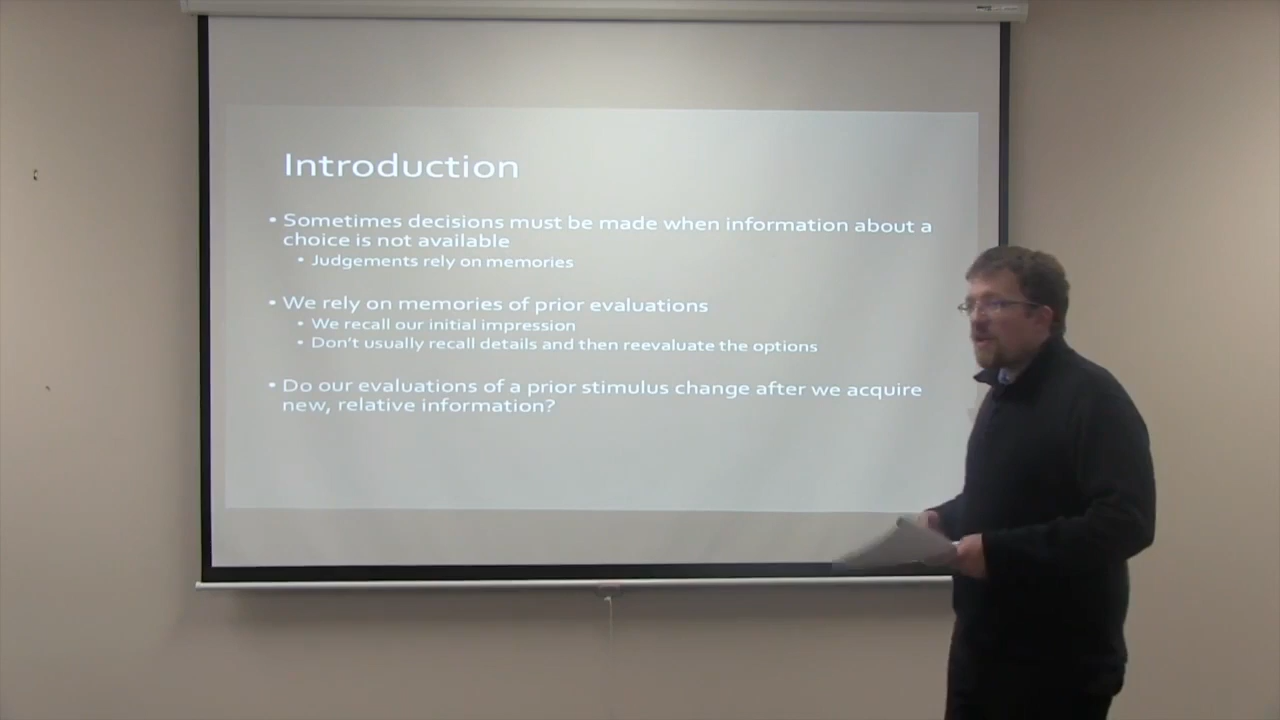 Introduction
• Sometimes decisions must be made when information about a
choice is not available
• Judgements rely on memories
• We rely on memories of prior evaluations
• We recall our initial impression
• Don't usually recall details and then reevaluate the options
• Do our evaluations of a prior stimulus change after we acquire
new, relative information?